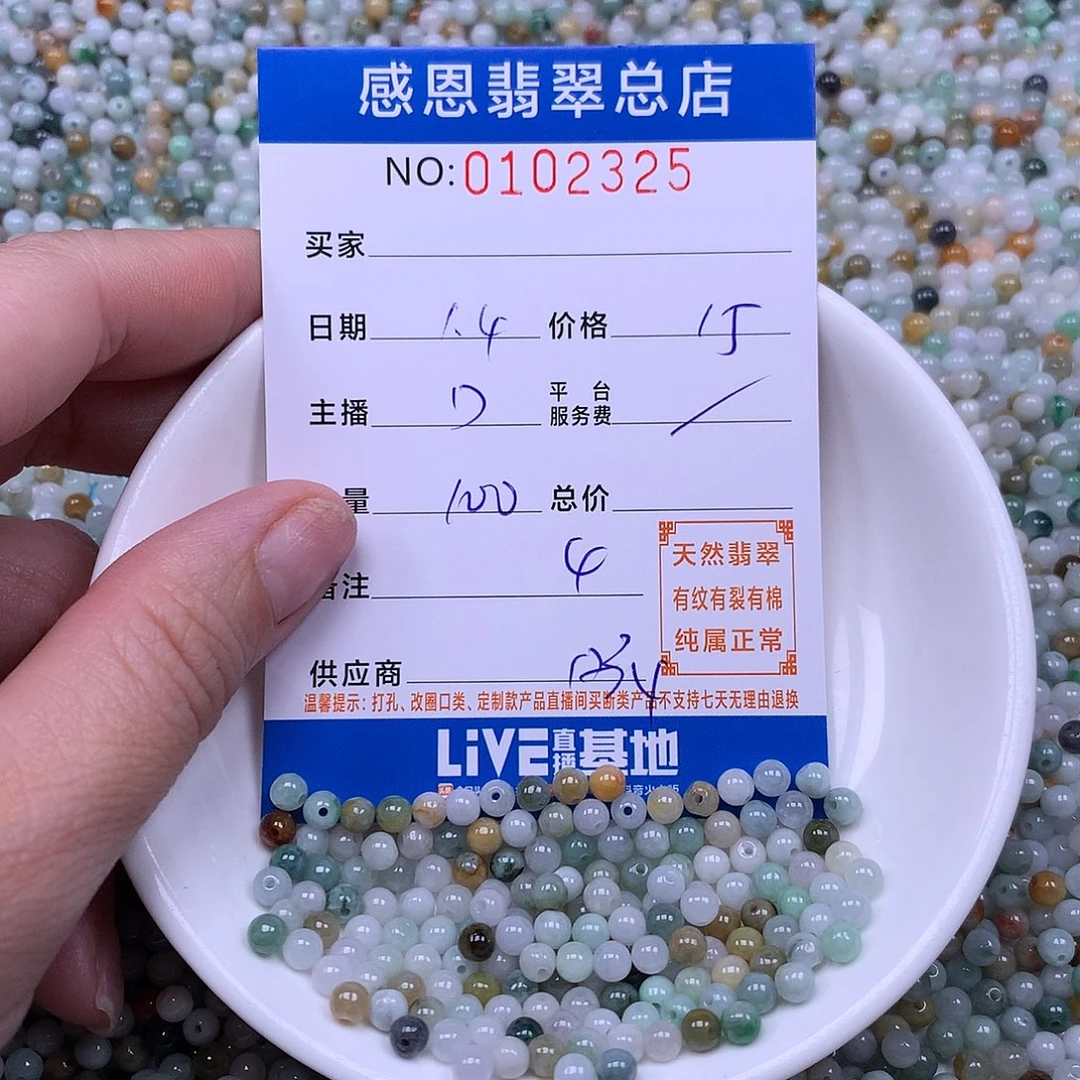 感恩翡翠总店
NO:0102325
买家
日期 1.4 价格 15
主播 平台服务费 /
量 100 总价
4
备注
天然翡翠
有纹有裂有棉
纯属正常
供应商
温馨提示：打孔、改圈口类、定制款产品直播间买断类产品不支持七天无理由退换
LiVE直播基地